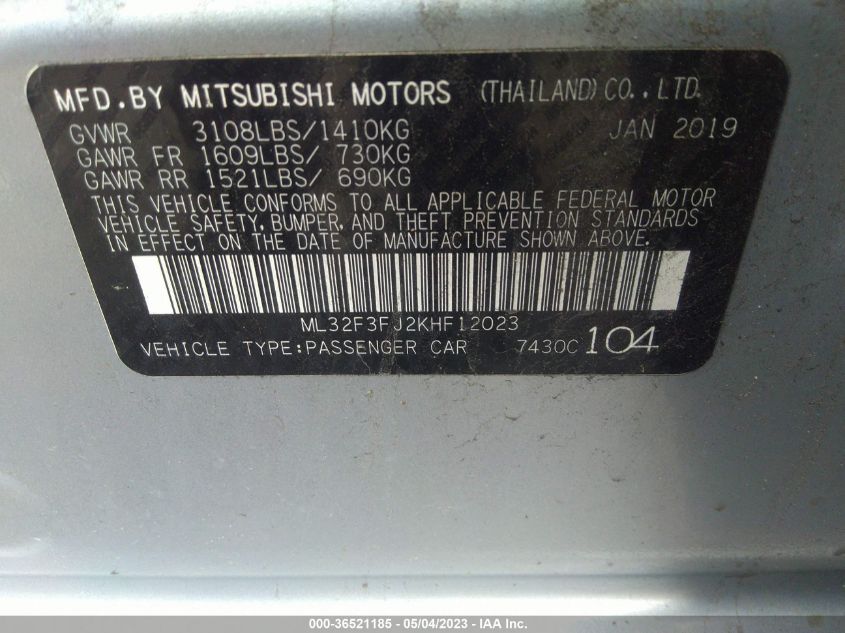 MFD.BY MITSUBISHI MOTORS (THAILAND) CO.,LTD.
GVWR 3108LBS/1410KG JAN 2019
GAWR FR 1609LBS/ 730KG
GAWR RR 1521LBS/ 690KG
THIS VEHICLE CONFORMS TO ALL APPLICABLE FEDERAL MOTOR
VEHICLE SAFETY, BUMPER, AND THEFT PREVENTION STANDARDS
IN EFFECT ON THE DATE OF MANUFACTURE SHOWN ABOVE.
ML32F3FJ2KHF12023
VEHICLE TYPE:PASSENGER CAR 7430C 104
000-36521185 - 05/04/2023 - IAA Inc.